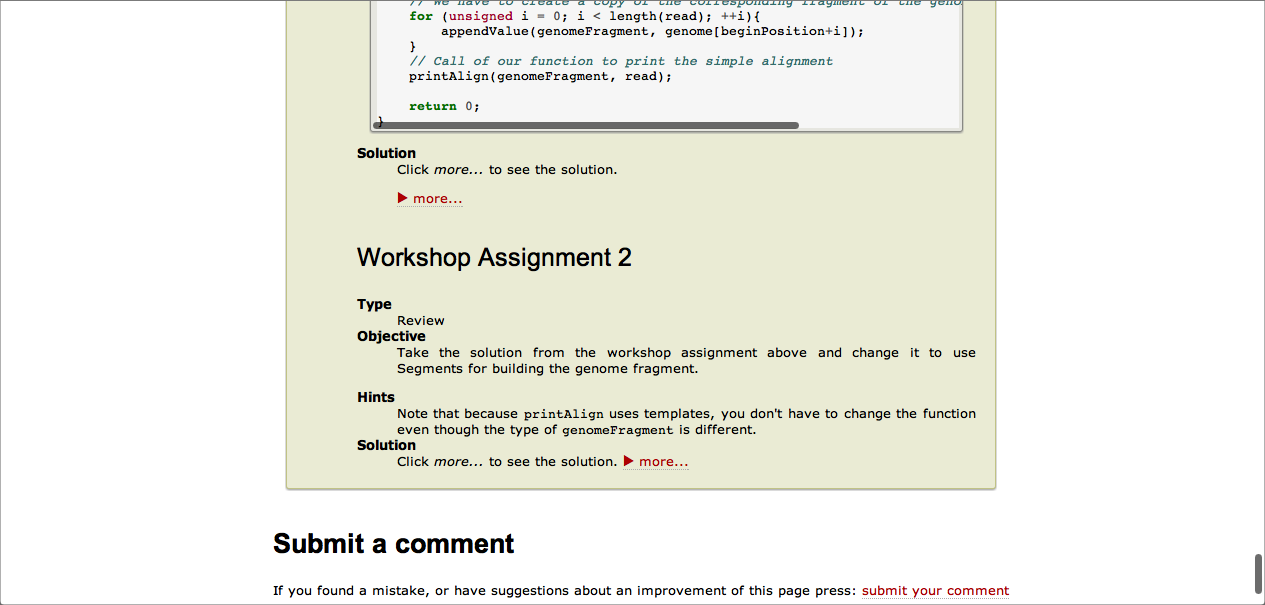 // We have to create a copy of the corresponding fragment of the geno
for (unsigned i = 0; i < length(read); ++i){
appendValue(genomeFragment, genome[beginPosition+i]);
}
// Call of our function to print the simple alignment
printAlign(genomeFragment, read);
return 0;
}
Solution
Click more... to see the solution.
▶ more...
Workshop Assignment 2
Type
Review
Objective
Take the solution from the workshop assignment above and change it to use
Segments for building the genome fragment.
Hints
Note that because printAlign uses templates, you don't have to change the function
even though the type of genomeFragment is different.
Solution
Click more... to see the solution. ▶ more...
Submit a comment
If you found a mistake, or have suggestions about an improvement of this page press: submit your comment